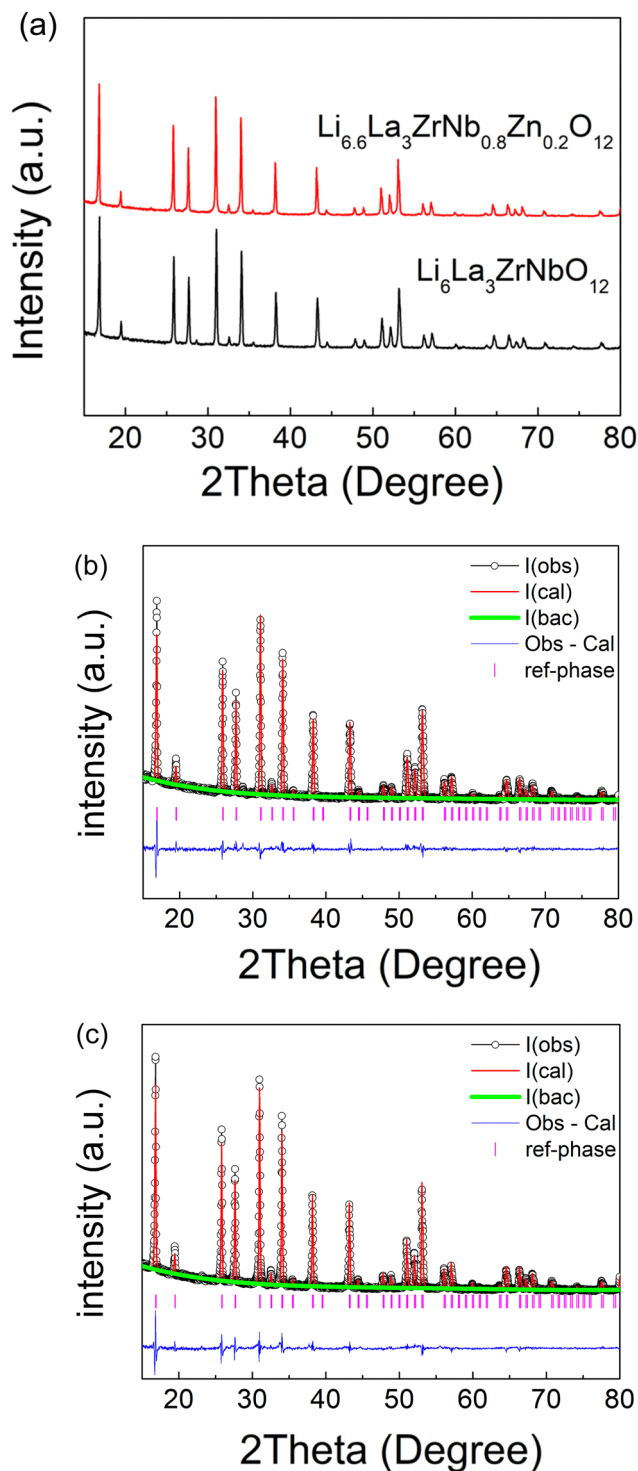 (a)
Intensity (a.u.)
Li6.6La3ZrNb0.8Zn0.2O12
Li6La3ZrNbO12
20 30 40 50 60 70 80
2Theta (Degree)
(b)
intensity (a.u.)
I(obs)
I(cal)
I(bac)
Obs - Cal
ref-phase
20 30 40 50 60 70 80
2Theta (Degree)
(c)
intensity (a.u.)
I(obs)
I(cal)
I(bac)
Obs - Cal
ref-phase
20 30 40 50 60 70 80
2Theta (Degree)